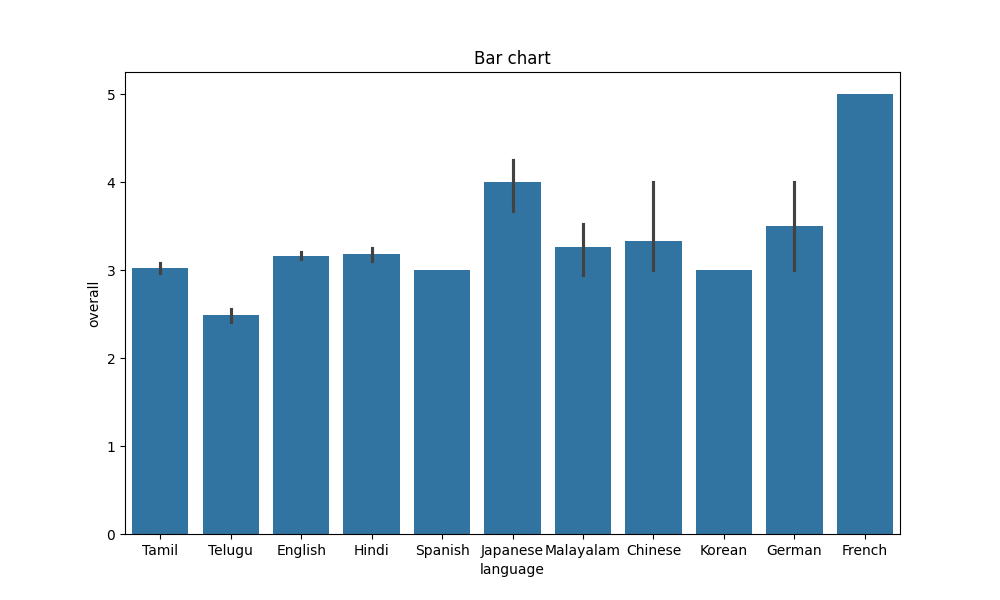 Bar chart
overall
5
4
3
2
1
0
Tamil Telugu English Hindi Spanish Japanese Malayalam Chinese Korean German French
language